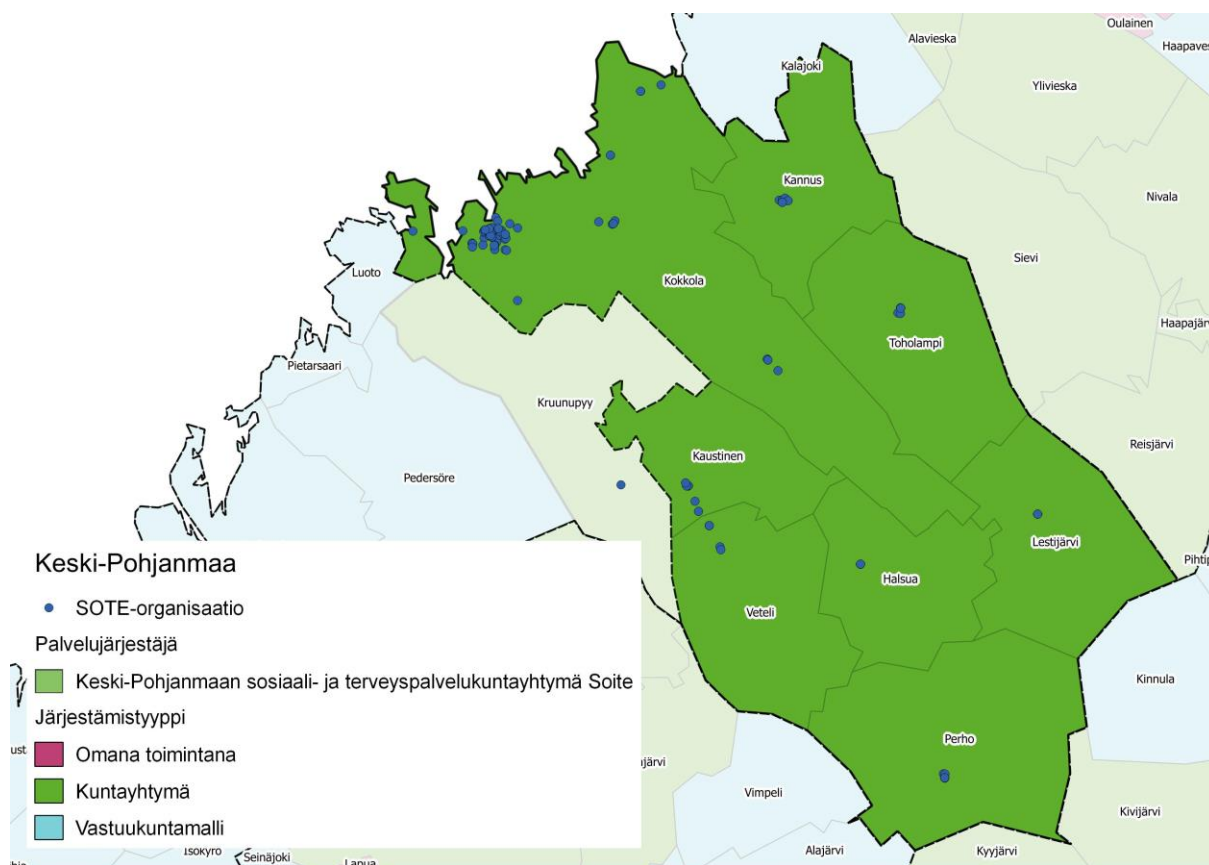 Oulainen
Alavieska
Haapaves
Kalajoki
Ylivieska
Kannus
Nivala
Luoto
Kokkola
Sievi
Haapajärvi
Toholampi
Pietarsaari
Kruunupyy
Reisjärvi
Kaustinen
Pedersöre
Lestijärvi
Pihtip
Halsua
Veteli
Kinnula
Perho
Vimpeli
Kivijärvi
Alajärvi
Kyyjärvi
Keski-Pohjanmaa
SOTE-organisaatio
Palvelujärjestäjä
Keski-Pohjanmaan sosiaali- ja terveyspalvelukuntayhtymä Soite
Järjestämistyyppi
Omana toimintana
Kuntayhtymä
Vastuukuntamalli
Isokyrö
Seinäjoki
Lapua